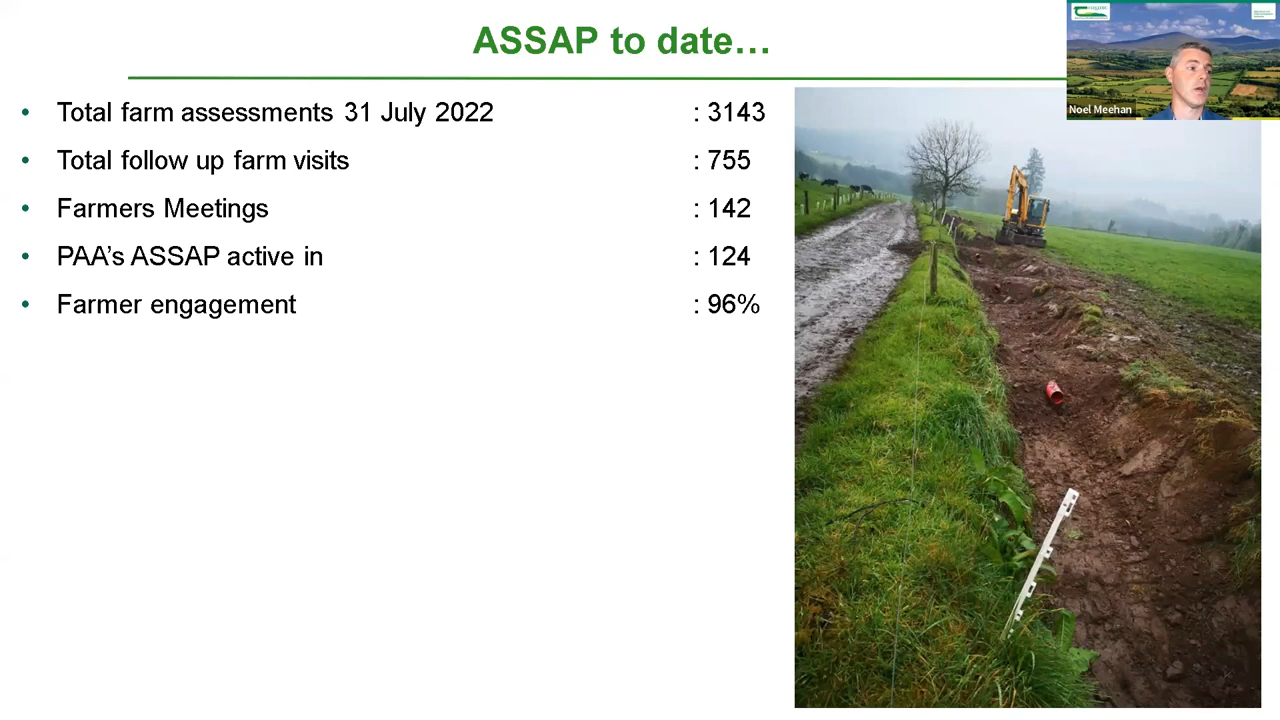 ASSAP to date…
• Total farm assessments 31 July 2022 : 3143
• Total follow up farm visits : 755
• Farmers Meetings : 142
• PAA's ASSAP active in : 124
• Farmer engagement : 96%
Noel Meehan